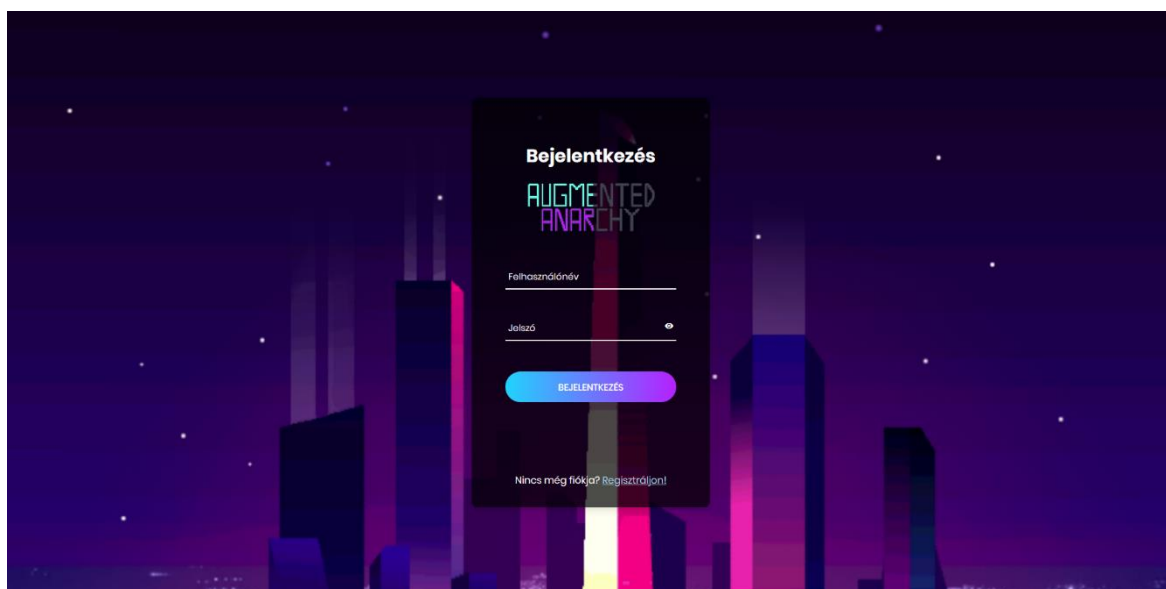 Bejelentkezés
AUGMENTED
ANARCHY
Felhasználónév
Jelszó
BEJELENTKEZÉS
Nincs még fiókja? Regisztráljon!